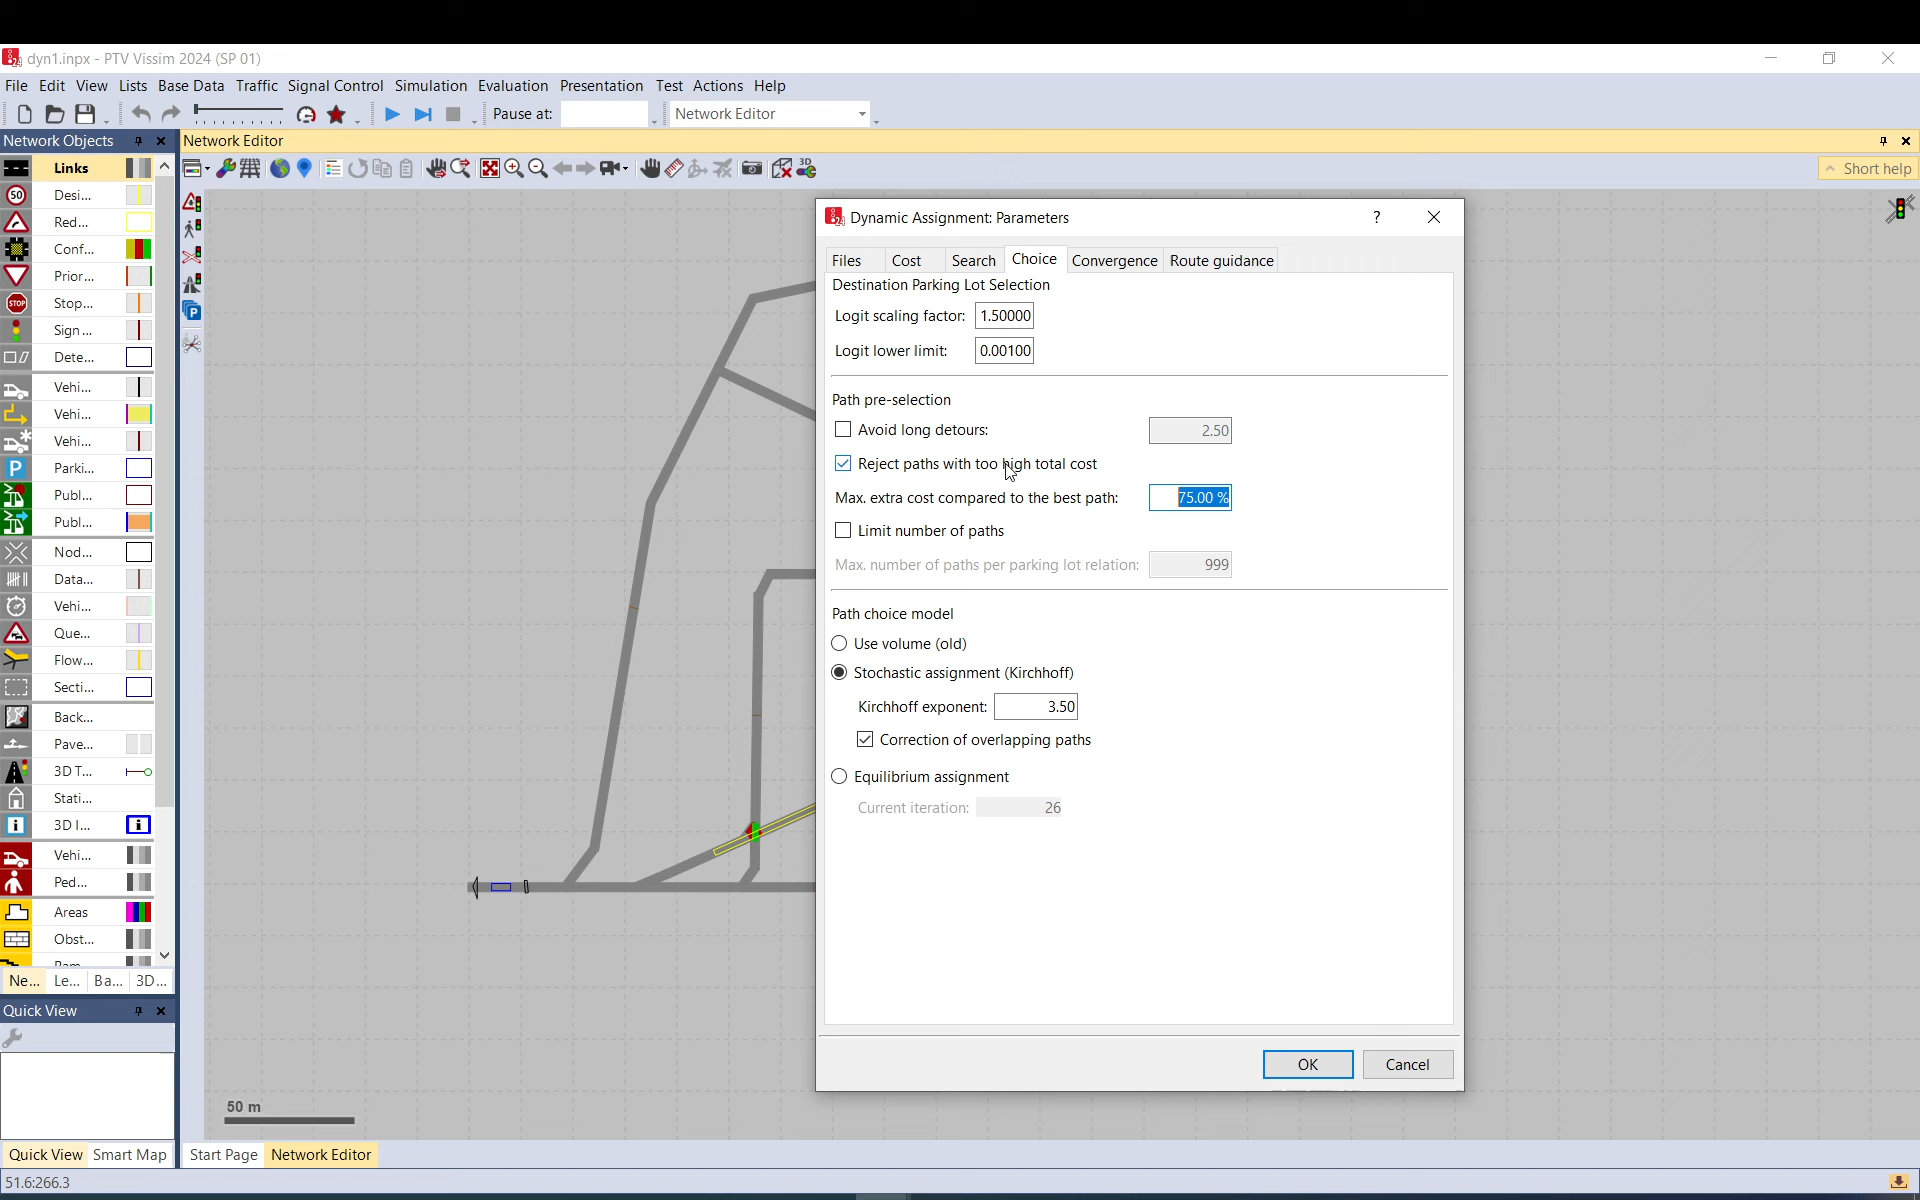 dyn1.inpx - PTV Vissim 2024 (SP 01)
File Edit View Lists Base Data Traffic Signal Control Simulation Evaluation Presentation Test Actions Help
Pause at: Network Editor
Network Objects
Network Editor
Short help
Links
50 Desi...
Red...
Conf...
Prior...
STOP Stop...
Sign ...
Dete...
Vehi...
Vehi...
Vehi...
P Parki...
Publ...
Publ...
Nod...
Data...
Vehi...
Que...
Flow...
Secti...
Back...
Pave...
3D T...
Stati...
3D I...
Vehi...
Ped...
Areas
Obst...
Ne... Le... Ba... 3D...
Quick View
Quick View Smart Map
Start Page Network Editor
51.6:266.3
50 m
Dynamic Assignment: Parameters
Files Cost Search Choice Convergence Route guidance
Destination Parking Lot Selection
Logit scaling factor: 1.50000
Logit lower limit: 0.00100
Path pre-selection
Avoid long detours: 2.50
Reject paths with too high total cost
Max. extra cost compared to the best path: 75.00 %
Limit number of paths
Max. number of paths per parking lot relation: 999
Path choice model
Use volume (old)
Stochastic assignment (Kirchhoff)
Kirchhoff exponent: 3.50
Correction of overlapping paths
Equilibrium assignment
Current iteration: 26
OK Cancel